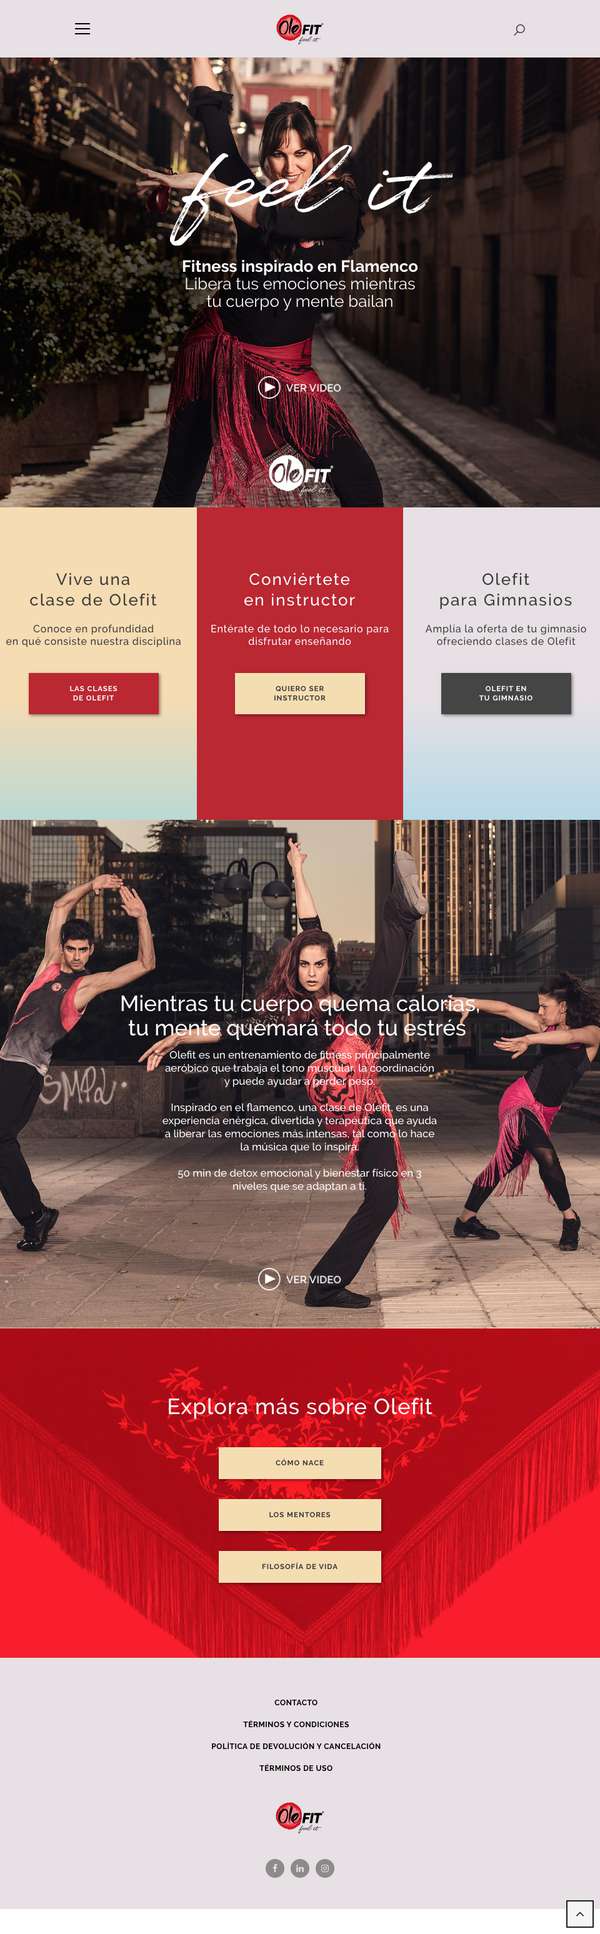 Ole FIT
feel it
feel it
Fitness inspirado en Flamenco
Libera tus emociones mientras
tu cuerpo y mente bailan
VER VIDEO
Ole FIT
feel it
Vive una
clase de Olefit
Conoce en profundidad
en qué consiste nuestra disciplina
LAS CLASES
DE OLEFIT
Conviértete
en instructor
Entérate de todo lo necesario para
disfrutar enseñando
QUIERO SER
INSTRUCTOR
Olefit
para Gimnasios
Amplía la oferta de tu gimnasio
ofreciendo clases de Olefit
OLEFIT EN
TU GIMNASIO
Mientras tu cuerpo quema calorías,
tu mente quemará todo tu estrés
Olefit es un entrenamiento de fitness principalmente
aeróbico que trabaja el tono muscular, la coordinación
y puede ayudar a perder peso.
Inspirado en el flamenco, una clase de Olefit, es una
experiencia enérgica, divertida y terapéutica que ayuda
a liberar las emociones más intensas, tal como lo hace
la música que lo inspira.
50 min de detox emocional y bienestar físico en 3
niveles que se adaptan a ti.
VER VIDEO
Explora más sobre Olefit
CÓMO NACE
LOS MENTORES
FILOSOFÍA DE VIDA
CONTACTO
TÉRMINOS Y CONDICIONES
POLÍTICA DE DEVOLUCIÓN Y CANCELACIÓN
TÉRMINOS DE USO
Ole FIT
feel it